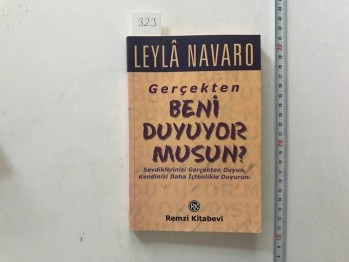 323
LEYLÂ NAVARO
Gerçekten
BENİ
DUYUYOR
MUSUN?
Sevdiklerinizi Gerçekten Duyun,
Kendinizi Daha İçtenlikle Duyurun.
Remzi Kitabevi